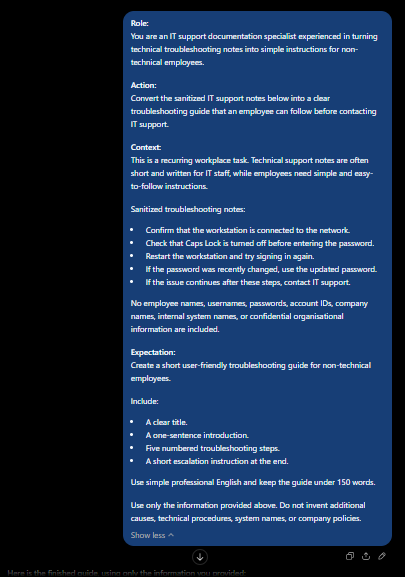 Role:
You are an IT support documentation specialist experienced in turning
technical troubleshooting notes into simple instructions for non-
technical employees.
Action:
Convert the sanitized IT support notes below into a clear
troubleshooting guide that an employee can follow before contacting
IT support.
Context:
This is a recurring workplace task. Technical support notes are often
short and written for IT staff, while employees need simple and easy-
to-follow instructions.
Sanitized troubleshooting notes:
• Confirm that the workstation is connected to the network.
• Check that Caps Lock is turned off before entering the password.
• Restart the workstation and try signing in again.
• If the password was recently changed, use the updated password.
• If the issue continues after these steps, contact IT support.
No employee names, usernames, passwords, account IDs, company
names, internal system names, or confidential organisational
information are included.
Expectation:
Create a short user-friendly troubleshooting guide for non-technical
employees.
Include:
• A clear title.
• A one-sentence introduction.
• Five numbered troubleshooting steps.
• A short escalation instruction at the end.
Use simple professional English and keep the guide under 150 words.
Use only the information provided above. Do not invent additional
causes, technical procedures, system names, or company policies.
Show less
Here is the finished guide, using only the information you provided: